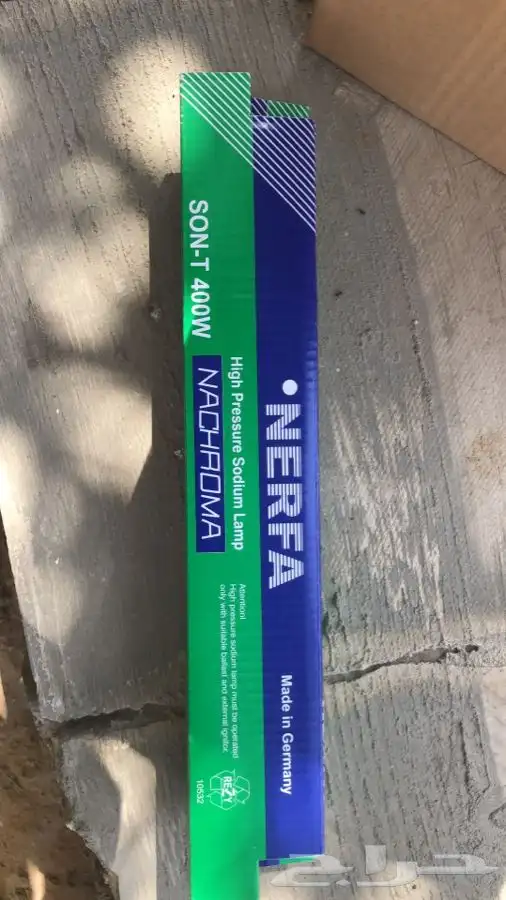 SON-T 400W
High Pressure Sodium Lamp
NACHROMA
NERFA
Attention!
High pressure sodium lamp must be operated
only with suitable ballast and external ignitor.
Made in Germany
REZY
10532
حراج